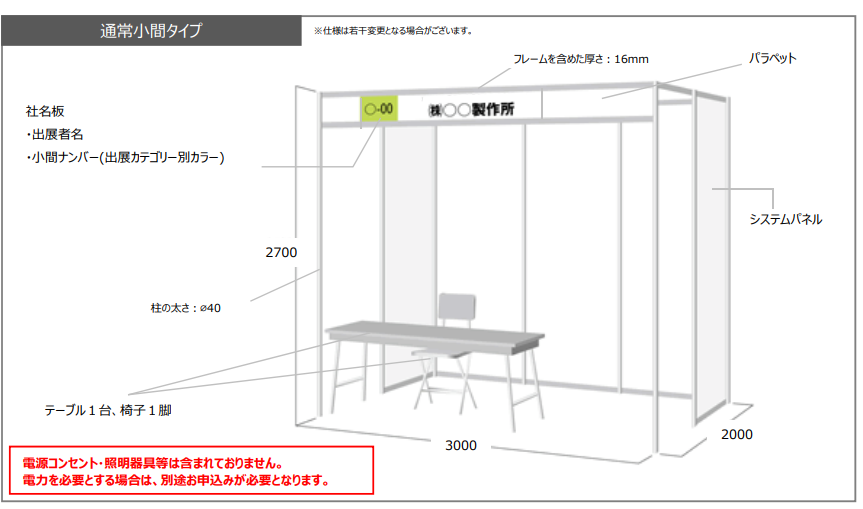 通常小間タイプ
※仕様は若干変更となる場合がございます。
フレームを含めた厚さ：16mm
パラペット
社名板
・出展者名
・小間ナンバー(出展カテゴリー別カラー)
〇-00
㈱〇〇製作所
システムパネル
2700
柱の太さ：⌀40
テーブル１台、椅子１脚
3000
2000
電源コンセント・照明器具等は含まれておりません。
電力を必要とする場合は、別途お申込みが必要となります。